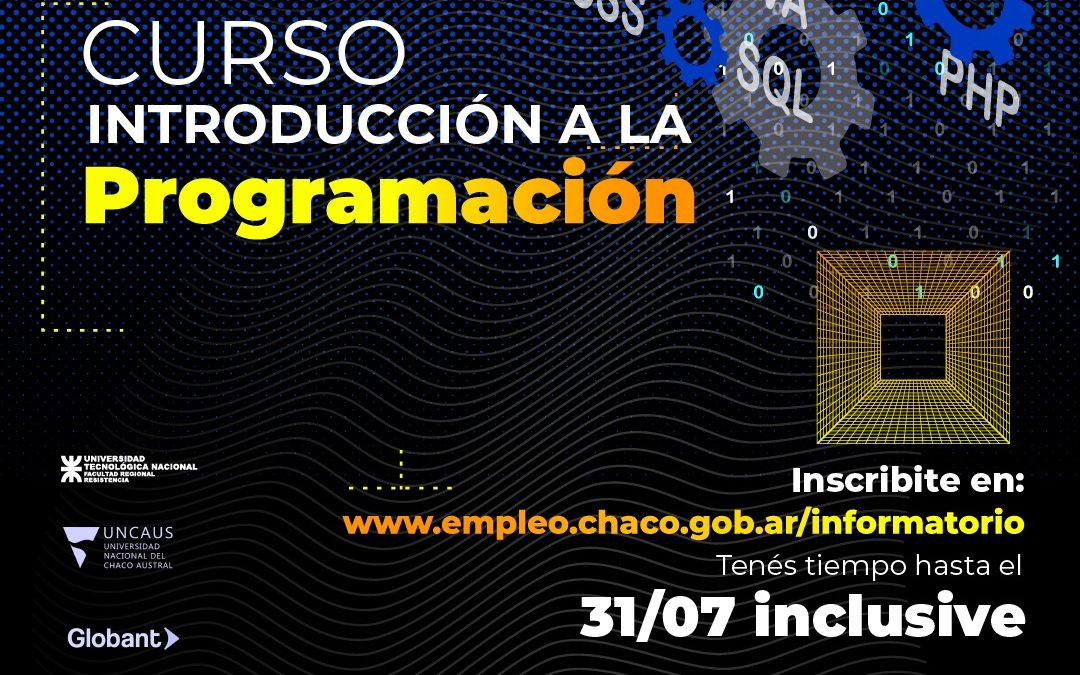 CURSO
INTRODUCCIÓN A LA
Programación
SQL
PHP
UNIVERSIDAD
TECNOLÓGICA NACIONAL
FACULTAD REGIONAL
RESISTENCIA
UNCAUS
UNIVERSIDAD
NACIONAL DEL
CHACO AUSTRAL
Globant
Inscribite en:
www.empleo.chaco.gob.ar/informatorio
Tenés tiempo hasta el
31/07 inclusive